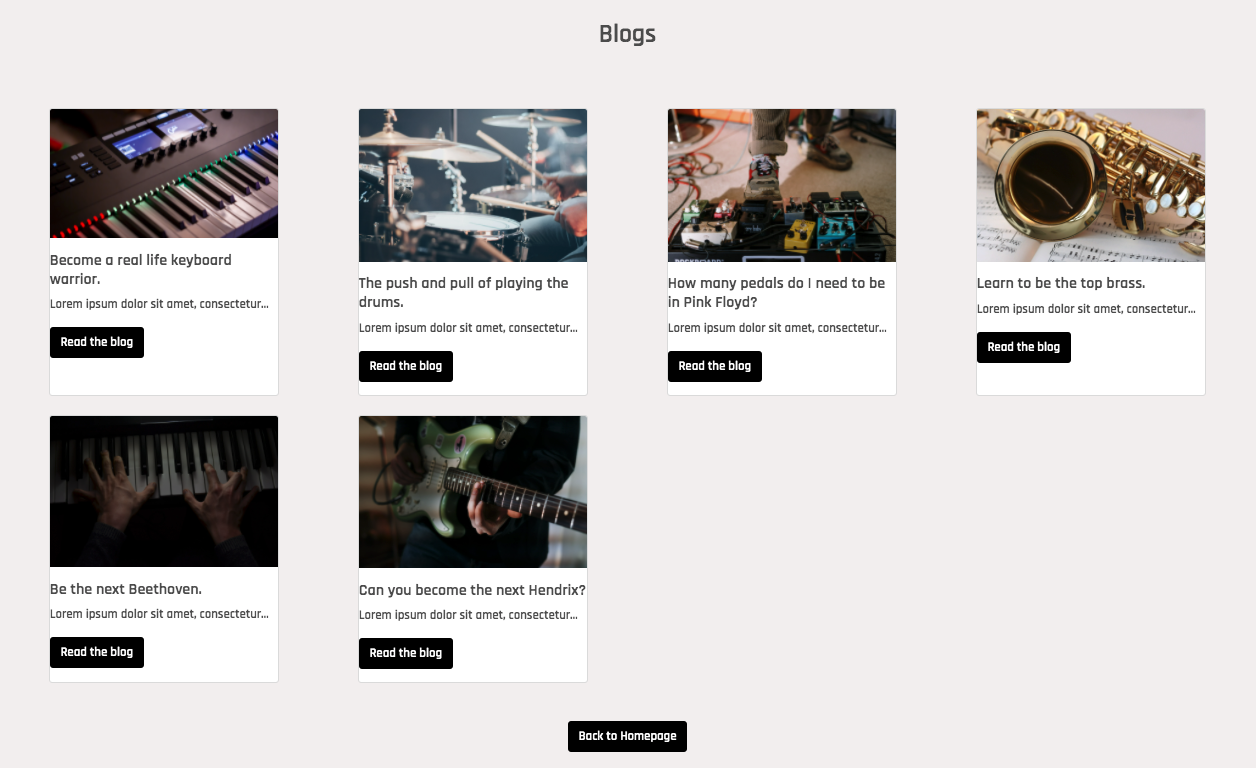 Blogs
Become a real life keyboard
warrior.
Lorem ipsum dolor sit amet, consectetur...
Read the blog
The push and pull of playing the
drums.
Lorem ipsum dolor sit amet, consectetur...
Read the blog
How many pedals do I need to be
in Pink Floyd?
Lorem ipsum dolor sit amet, consectetur...
Read the blog
Learn to be the top brass.
Lorem ipsum dolor sit amet, consectetur...
Read the blog
Be the next Beethoven.
Lorem ipsum dolor sit amet, consectetur...
Read the blog
Can you become the next Hendrix?
Lorem ipsum dolor sit amet, consectetur...
Read the blog
Back to Homepage